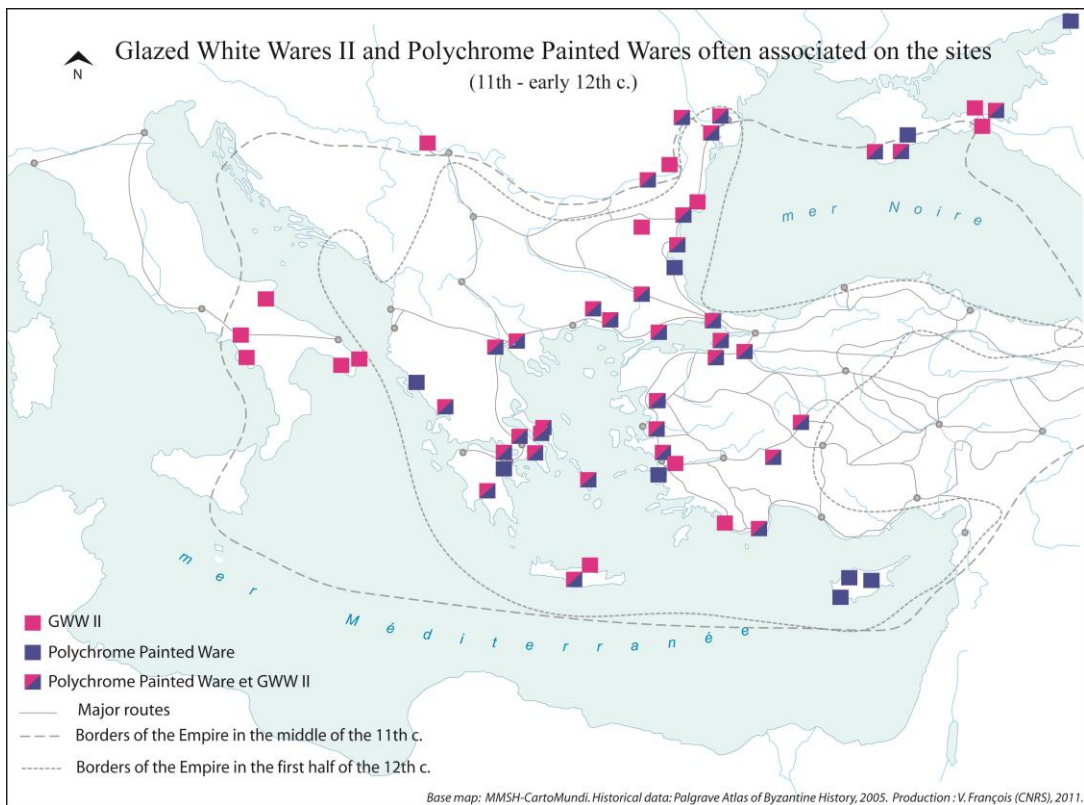 Glazed White Wares II and Polychrome Painted Wares often associated on the sites
(11th - early 12th c.)
N
mer Noire
mer
Méditerranée
GWW II
Polychrome Painted Ware
Polychrome Painted Ware et GWW II
Major routes
Borders of the Empire in the middle of the 11th c.
Borders of the Empire in the first half of the 12th c.
Base map: MMSH-CartoMundi. Historical data: Palgrave Atlas of Byzantine History, 2005. Production : V. François (CNRS), 2011.